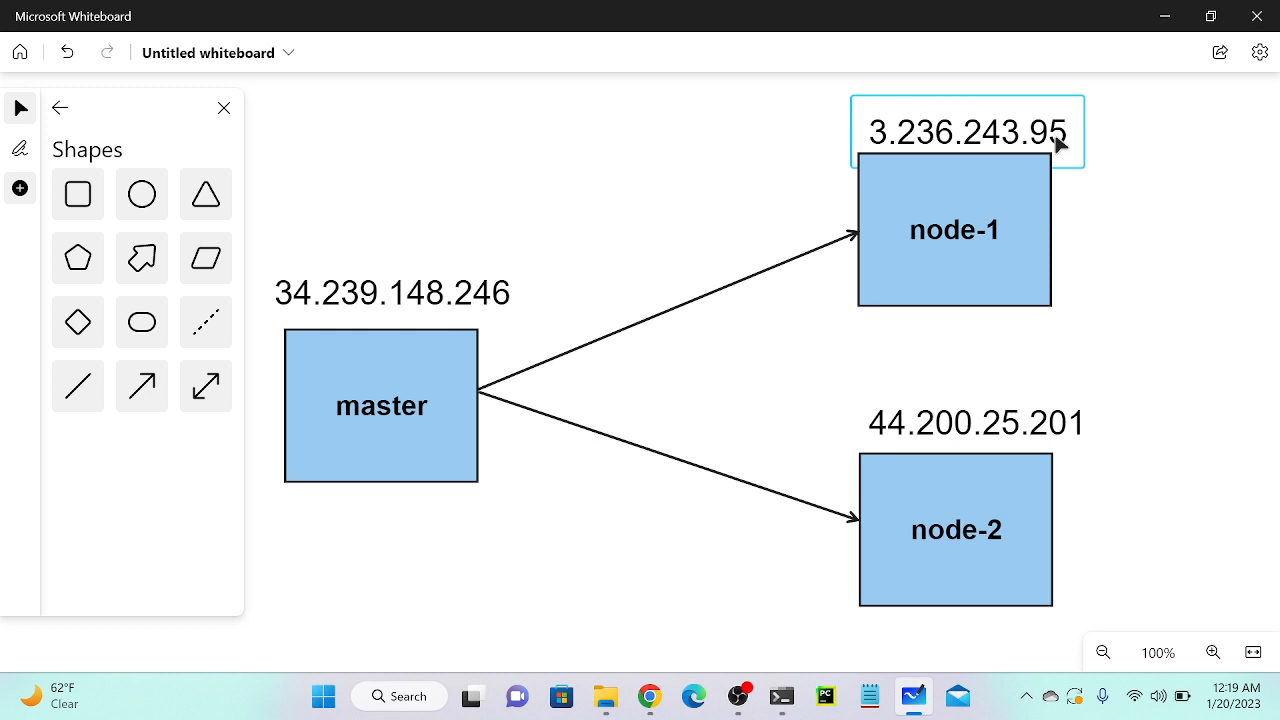 Microsoft Whiteboard
Untitled whiteboard
Shapes
3.236.243.95
node-1
34.239.148.246
master
44.200.25.201
node-2
100%
62°F
Clear
Search
PC
12:19 AM
1/20/2023